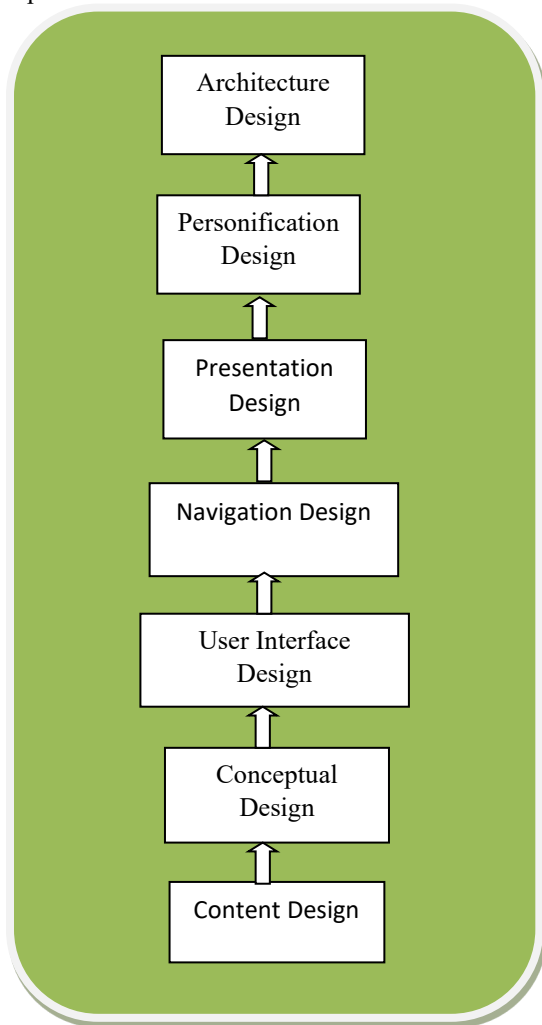 Architecture
Design
Personification
Design
Presentation
Design
Navigation Design
User Interface
Design
Conceptual
Design
Content Design